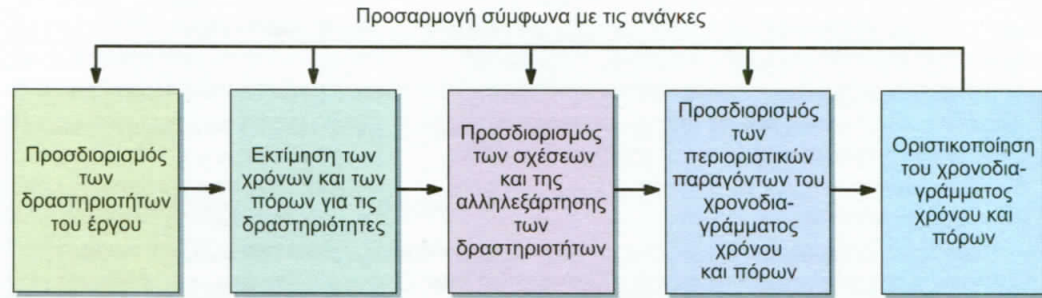 Προσαρμογή σύμφωνα με τις ανάγκες
Προσδιορισμός
των
δραστηριοτήτων
του έργου
Εκτίμηση των
χρόνων και των
πόρων για τις
δραστηριότητες
Προσδιορισμός
των σχέσεων
και της
αλληλεξάρτησης
των δραστηριοτήτων
Προσδιορισμός
των
περιοριστικών
παραγόντων του
χρονοδια-
γράμματος
χρόνου
και πόρων
Οριστικοποίηση
του χρονοδια-
γράμματος
χρόνου και
πόρων